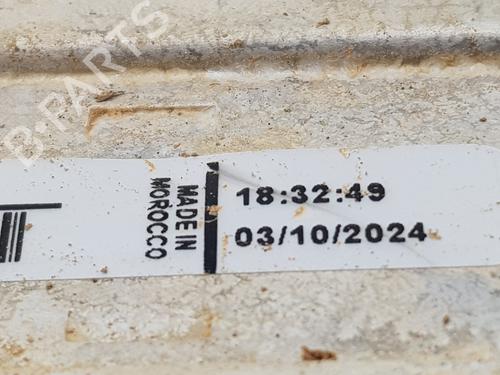 B-PARTS
MADE IN
MOROCCO
18:32:49
03/10/2024